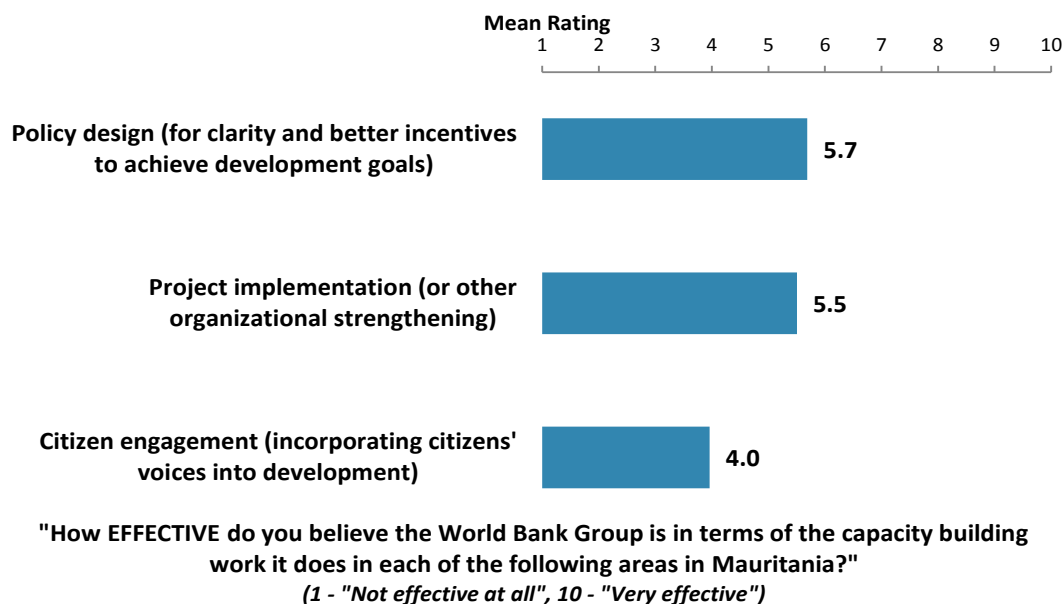 Mean Rating
1 2 3 4 5 6 7 8 9 10
Policy design (for clarity and better incentives
to achieve development goals)
5.7
Project implementation (or other
organizational strengthening)
5.5
Citizen engagement (incorporating citizens'
voices into development)
4.0
"How EFFECTIVE do you believe the World Bank Group is in terms of the capacity building
work it does in each of the following areas in Mauritania?"
(1 - "Not effective at all", 10 - "Very effective")